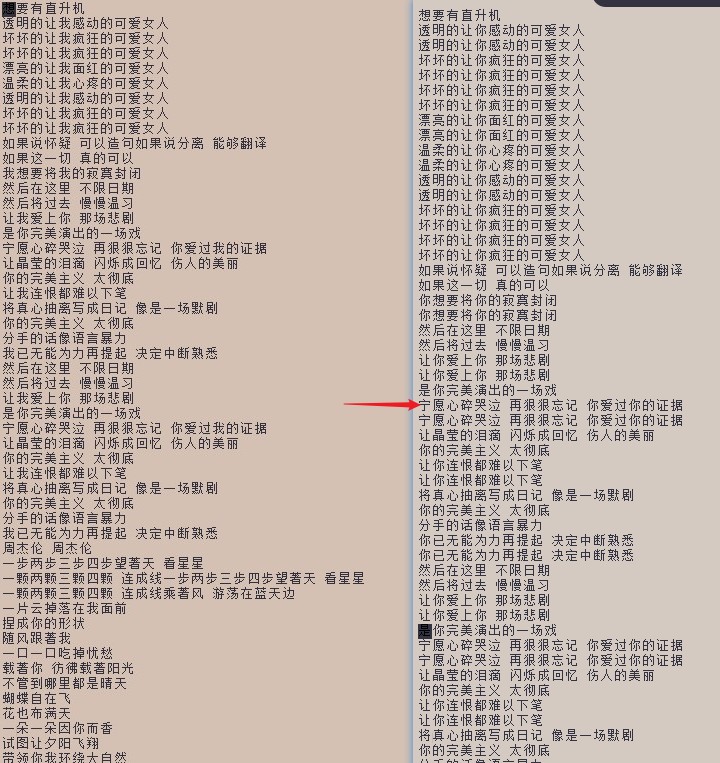 想要有直升机
透明的让我感动的可爱女人
坏坏的让我疯狂的可爱女人
坏坏的让我疯狂的可爱女人
漂亮的让我面红的可爱女人
温柔的让我心疼的可爱女人
透明的让我感动的可爱女人
坏坏的让我疯狂的可爱女人
坏坏的让我疯狂的可爱女人
如果说怀疑 可以造句如果说分离 能够翻译
如果这一切 真的可以
我想要将我的寂寞封闭
然后在这里 不限日期
然后将过去 慢慢温习
让我爱上你 那场悲剧
是你完美演出的一场戏
宁愿心碎哭泣 再狠狠忘记 你爱过我的证据
让晶莹的泪滴 闪烁成回忆 伤人的美丽
你的完美主义 太彻底
让我连恨都难以下笔
将真心抽离写成日记 像是一场默剧
你的完美主义 太彻底
分手的话像语言暴力
我已无能为力再提起 决定中断熟悉
然后在这里 不限日期
然后将过去 慢慢温习
让我爱上你 那场悲剧
是你完美演出的一场戏
宁愿心碎哭泣 再狠狠忘记 你爱过我的证据
让晶莹的泪滴 闪烁成回忆 伤人的美丽
你的完美主义 太彻底
让我连恨都难以下笔
将真心抽离写成日记 像是一场默剧
你的完美主义 太彻底
分手的话像语言暴力
我已无能为力再提起 决定中断熟悉
周杰伦 周杰伦
一步两步三步四步望著天 看星星
一颗两颗三颗四颗 连成线一步两步三步四步望著天 看星星
一颗两颗三颗四颗 连成线乘著风 游荡在蓝天边
一片云掉落在我面前
捏成你的形状
随风跟著我
一口一口吃掉忧愁
载著你 彷彿载著阳光
不管到哪里都是晴天
蝴蝶自在飞
花也布满天
一朵一朵因你而香
试图让夕阳飞翔
带领你我环绕大自然
想要有直升机
透明的让你感动的可爱女人
透明的让你感动的可爱女人
坏坏的让你疯狂的可爱女人
坏坏的让你疯狂的可爱女人
坏坏的让你疯狂的可爱女人
坏坏的让你疯狂的可爱女人
漂亮的让你面红的可爱女人
漂亮的让你面红的可爱女人
温柔的让你心疼的可爱女人
温柔的让你心疼的可爱女人
透明的让你感动的可爱女人
透明的让你感动的可爱女人
坏坏的让你疯狂的可爱女人
坏坏的让你疯狂的可爱女人
坏坏的让你疯狂的可爱女人
坏坏的让你疯狂的可爱女人
如果说怀疑 可以造句如果说分离 能够翻译
如果这一切 真的可以
你想要将你的寂寞封闭
你想要将你的寂寞封闭
然后在这里 不限日期
然后将过去 慢慢温习
让你爱上你 那场悲剧
让你爱上你 那场悲剧
是你完美演出的一场戏
宁愿心碎哭泣 再狠狠忘记 你爱过你的证据
宁愿心碎哭泣 再狠狠忘记 你爱过你的证据
让晶莹的泪滴 闪烁成回忆 伤人的美丽
你的完美主义 太彻底
让你连恨都难以下笔
让你连恨都难以下笔
将真心抽离写成日记 像是一场默剧
你的完美主义 太彻底
分手的话像语言暴力
你已无能为力再提起 决定中断熟悉
你已无能为力再提起 决定中断熟悉
然后在这里 不限日期
然后将过去 慢慢温习
让你爱上你 那场悲剧
让你爱上你 那场悲剧
是你完美演出的一场戏
宁愿心碎哭泣 再狠狠忘记 你爱过你的证据
宁愿心碎哭泣 再狠狠忘记 你爱过你的证据
让晶莹的泪滴 闪烁成回忆 伤人的美丽
你的完美主义 太彻底
让你连恨都难以下笔
让你连恨都难以下笔
将真心抽离写成日记 像是一场默剧
你的完美主义 太彻底